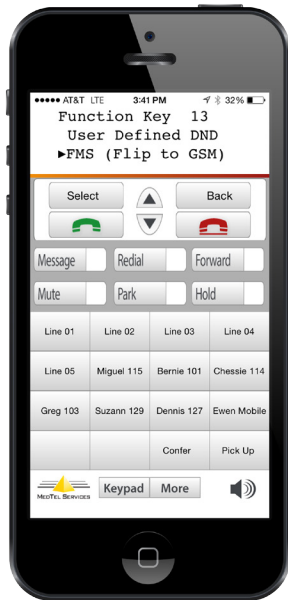 AT&T LTE 3:41 PM 32%
Function Key 13
User Defined DND
►FMS (Flip to GSM)
Select Back
Message Redial Forward
Mute Park Hold
Line 01 Line 02 Line 03 Line 04
Line 05 Miguel 115 Bernie 101 Chessie 114
Greg 103 Suzann 129 Dennis 127 Ewen Mobile
Confer Pick Up
MEDTEL SERVICES Keypad More